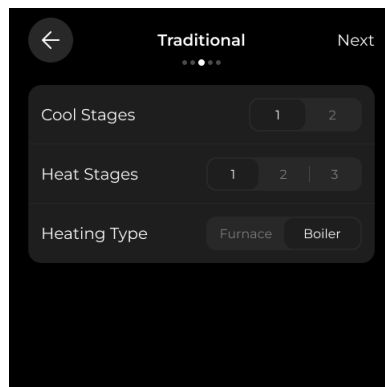 Traditional
Next
Cool Stages 1 2
Heat Stages 1 2 3
Heating Type Furnace Boiler